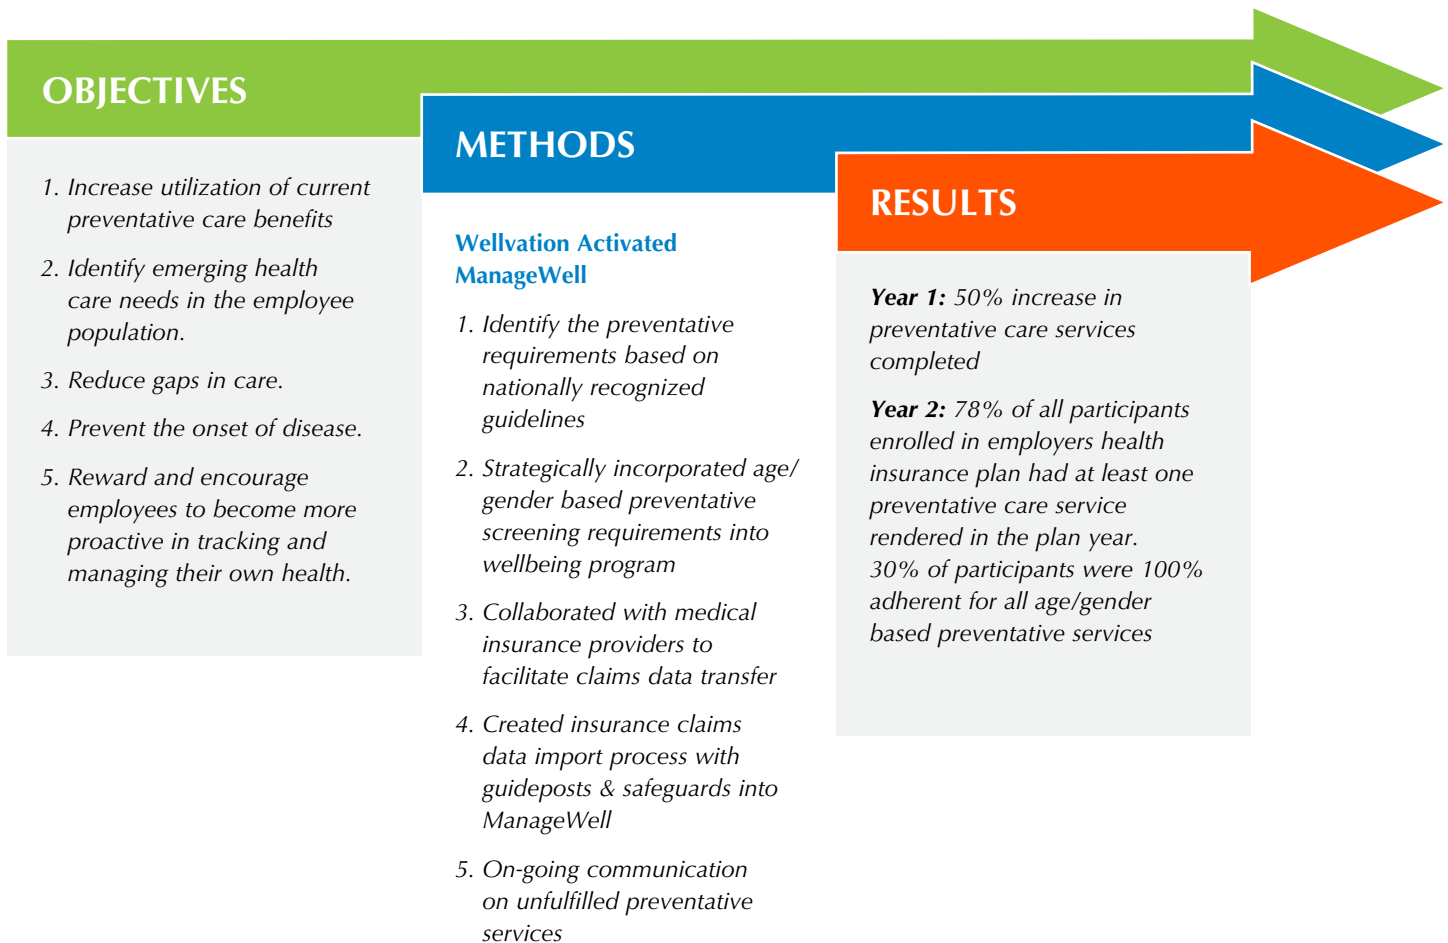 OBJECTIVES
1. Increase utilization of current
preventative care benefits
2. Identify emerging health
care needs in the employee
population.
3. Reduce gaps in care.
4. Prevent the onset of disease.
5. Reward and encourage
employees to become more
proactive in tracking and
managing their own health.
METHODS
Wellvation Activated
ManageWell
1. Identify the preventative
requirements based on
nationally recognized
guidelines
2. Strategically incorporated age/
gender based preventative
screening requirements into
wellbeing program
3. Collaborated with medical
insurance providers to
facilitate claims data transfer
4. Created insurance claims
data import process with
guideposts & safeguards into
ManageWell
5. On-going communication
on unfulfilled preventative
services
RESULTS
Year 1: 50% increase in
preventative care services
completed
Year 2: 78% of all participants
enrolled in employers health
insurance plan had at least one
preventative care service
rendered in the plan year.
30% of participants were 100%
adherent for all age/gender
based preventative services